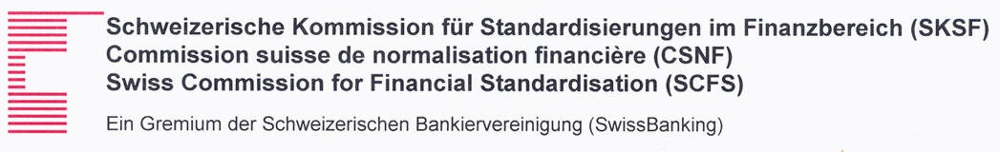 Schweizerische Kommission für Standardisierungen im Finanzbereich (SKSF)
Commission suisse de normalisation financière (CSNF)
Swiss Commission for Financial Standardisation (SCFS)
Ein Gremium der Schweizerischen Bankiervereinigung (SwissBanking)